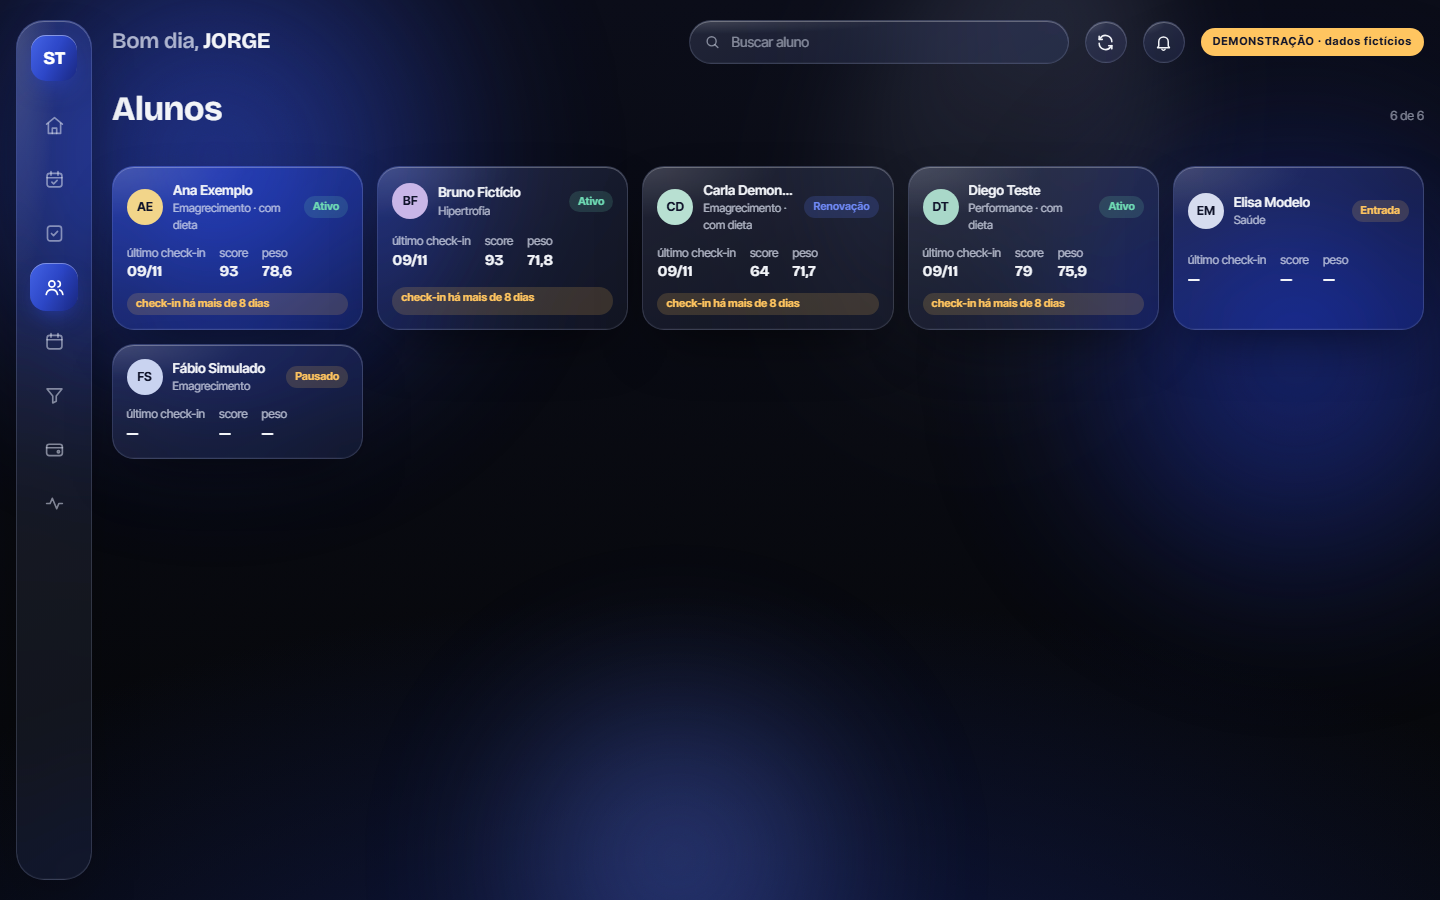 ST
Bom dia, JORGE
Buscar aluno
DEMONSTRAÇÃO · dados fictícios
Alunos
6 de 6
AE
Ana Exemplo
Emagrecimento · com
dieta
Ativo
último check-in score peso
09/11 93 78,6
check-in há mais de 8 dias
BF
Bruno Fictício
Hipertrofia
Ativo
último check-in score peso
09/11 93 71,8
check-in há mais de 8 dias
CD
Carla Demon...
Emagrecimento ·
com dieta
Renovação
último check-in score peso
09/11 64 71,7
check-in há mais de 8 dias
DT
Diego Teste
Performance · com
dieta
Ativo
último check-in score peso
09/11 79 75,9
check-in há mais de 8 dias
EM
Elisa Modelo
Saúde
Entrada
último check-in score peso
— — —
FS
Fábio Simulado
Emagrecimento
Pausado
último check-in score peso
— — —